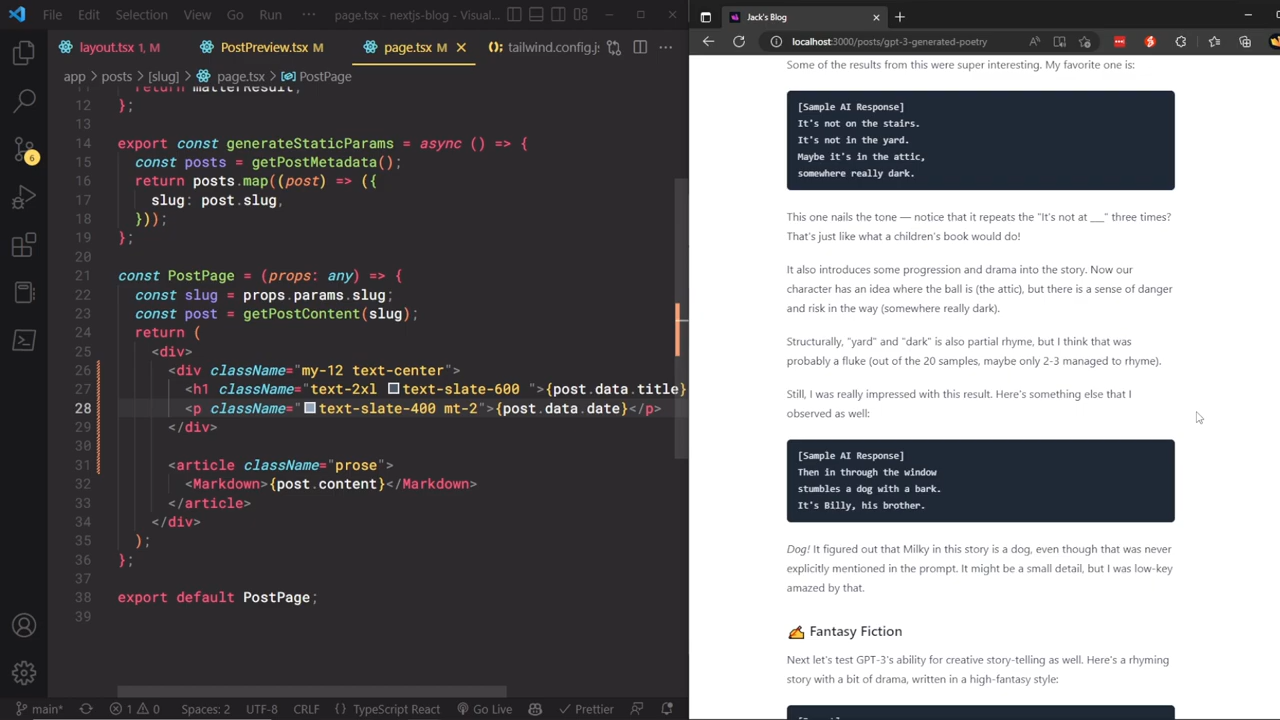 File Edit Selection View Go Run ... page.tsx - nextjs-blog - Visual...
layout.tsx 1, M PostPreview.tsx M page.tsx M tailwind.config.js ...
app > posts > [slug] > page.tsx > PostPage
11 return matterResult;
12 };
13
14 export const generateStaticParams = async () => {
15 const posts = getPostMetadata();
16 return posts.map((post) => ({
17 slug: post.slug,
18 }));
19 };
20
21 const PostPage = (props: any) => {
22 const slug = props.params.slug;
23 const post = getPostContent(slug);
24 return (
25 <div>
26 <div className="my-12 text-center">
27 <h1 className="text-2xl text-slate-600 ">{post.data.title}
28 <p className="text-slate-400 mt-2">{post.data.date}</p>
29 </div>
30
31 <article className="prose">
32 <Markdown>{post.content}</Markdown>
33 </article>
34 </div>
35 );
36 };
37
38 export default PostPage;
39
6
main* 1 0 Spaces: 2 UTF-8 CRLF {} TypeScript React Go Live Prettier
Jack's Blog
localhost:3000/posts/gpt-3-generated-poetry
Some of the results from this were super interesting. My favorite one is:
[Sample AI Response]
It's not on the stairs.
It's not in the yard.
Maybe it's in the attic,
somewhere really dark.
This one nails the tone — notice that it repeats the "It's not at ___" three times?
That's just like what a children's book would do!
It also introduces some progression and drama into the story. Now our
character has an idea where the ball is (the attic), but there is a sense of danger
and risk in the way (somewhere really dark).
Structurally, "yard" and "dark" is also partial rhyme, but I think that was
probably a fluke (out of the 20 samples, maybe only 2-3 managed to rhyme).
Still, I was really impressed with this result. Here's something else that I
observed as well:
[Sample AI Response]
Then in through the window
stumbles a dog with a bark.
It's Billy, his brother.
Dog! It figured out that Milky in this story is a dog, even though that was never
explicitly mentioned in the prompt. It might be a small detail, but I was low-key
amazed by that.
✍️ Fantasy Fiction
Next let's test GPT-3's ability for creative story-telling as well. Here's a rhyming
story with a bit of drama, written in a high-fantasy style: